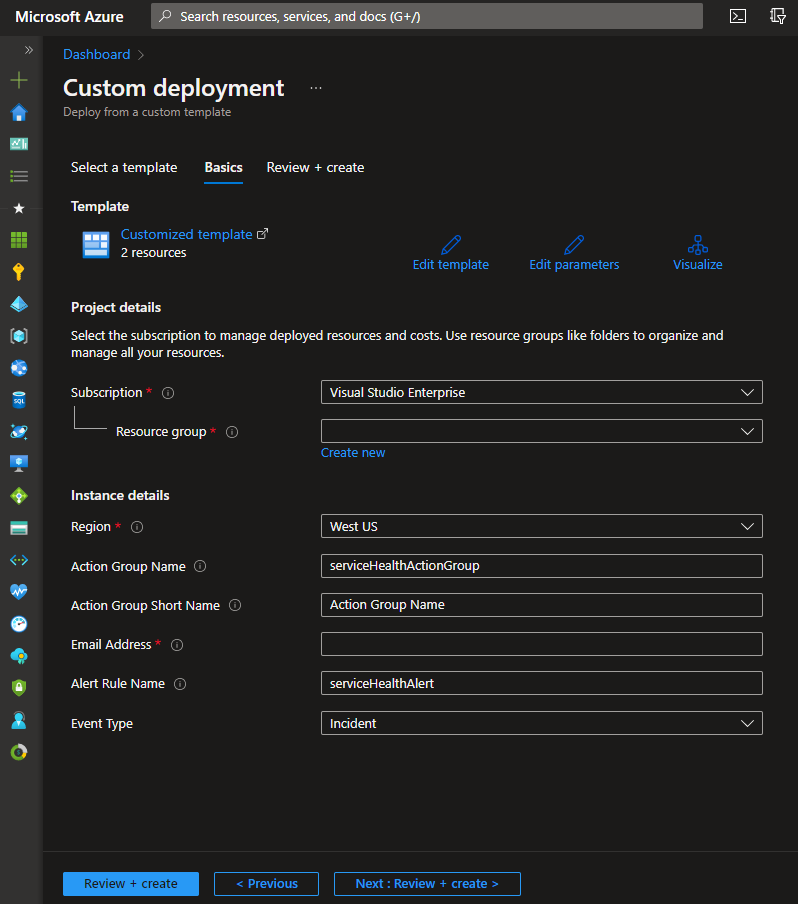 Microsoft Azure
Search resources, services, and docs (G+/)
Dashboard
Custom deployment
Deploy from a custom template
Select a template
Basics
Review + create
Template
Customized template
2 resources
Edit template
Edit parameters
Visualize
Project details
Select the subscription to manage deployed resources and costs. Use resource groups like folders to organize and
manage all your resources.
Subscription *
Visual Studio Enterprise
Resource group *
Create new
Instance details
Region *
West US
Action Group Name
serviceHealthActionGroup
Action Group Short Name
Action Group Name
Email Address *
Alert Rule Name
serviceHealthAlert
Event Type
Incident
Review + create
< Previous
Next : Review + create >